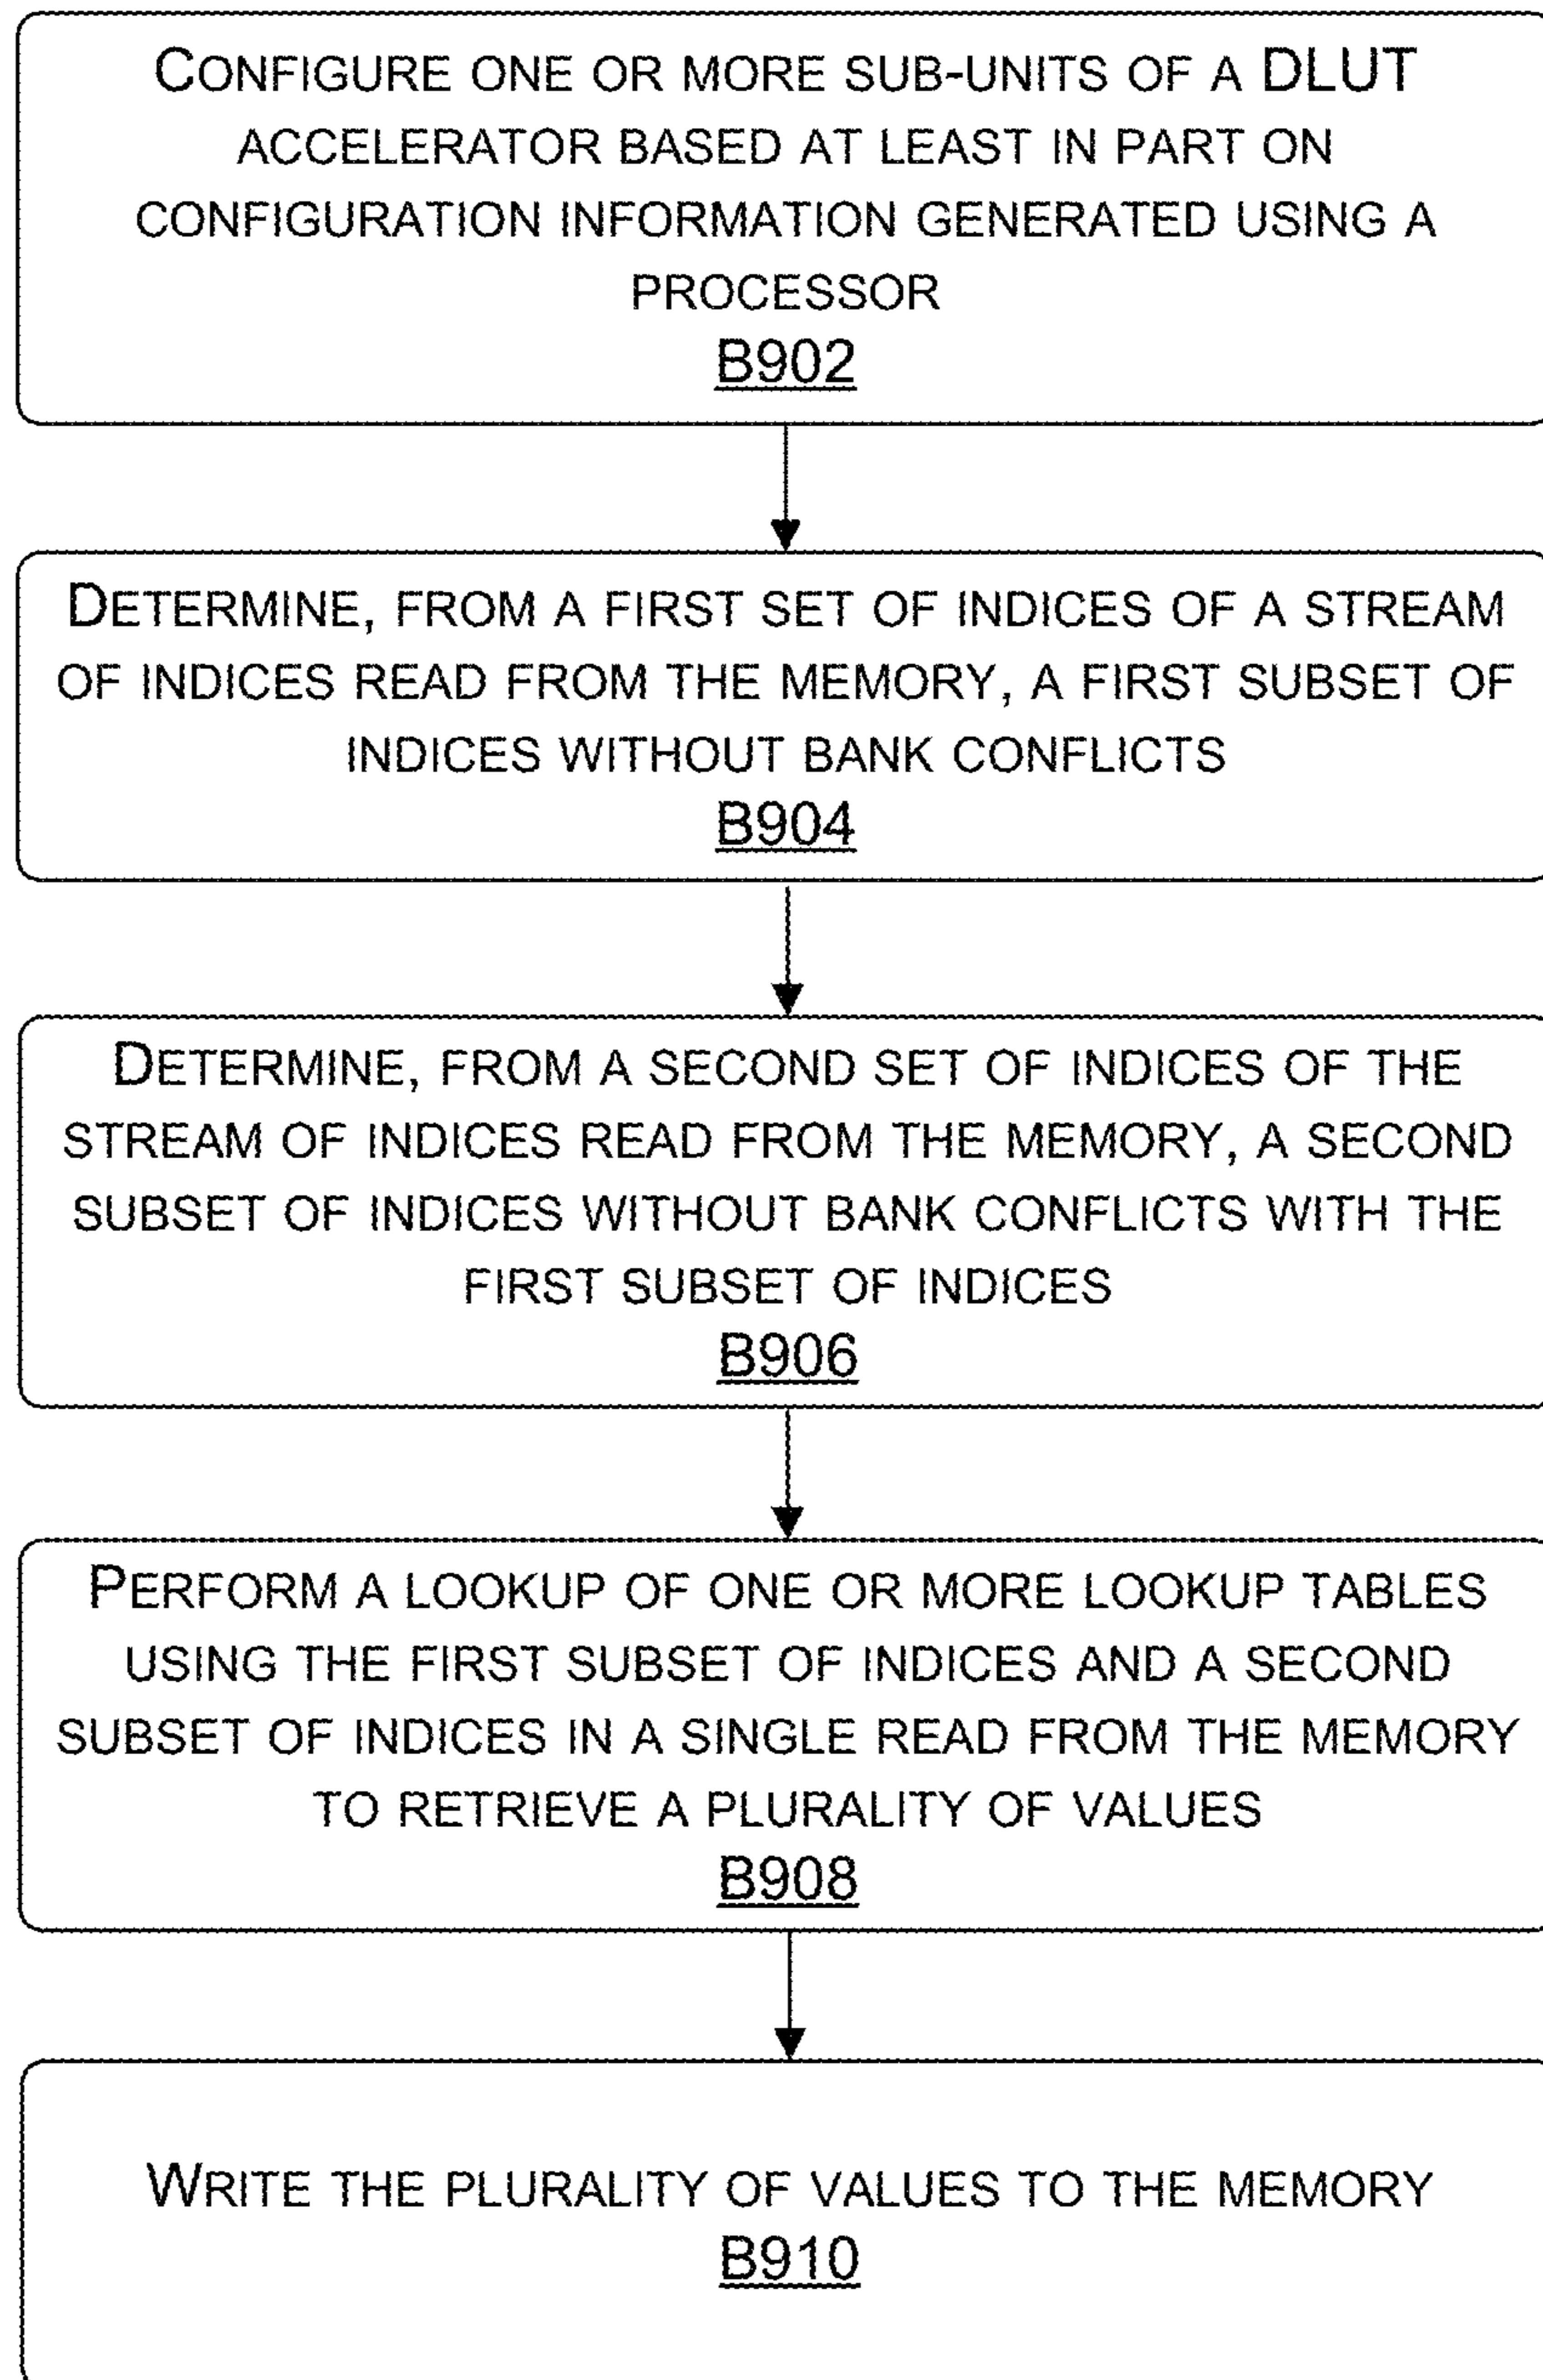 CONFIGURE ONE OR MORE SUB-UNITS OF A DLUT
ACCELERATOR BASED AT LEAST IN PART ON
CONFIGURATION INFORMATION GENERATED USING A
PROCESSOR
B902
DETERMINE, FROM A FIRST SET OF INDICES OF A STREAM
OF INDICES READ FROM THE MEMORY, A FIRST SUBSET OF
INDICES WITHOUT BANK CONFLICTS
B904
DETERMINE, FROM A SECOND SET OF INDICES OF THE
STREAM OF INDICES READ FROM THE MEMORY, A SECOND
SUBSET OF INDICES WITHOUT BANK CONFLICTS WITH THE
FIRST SUBSET OF INDICES
B906
PERFORM A LOOKUP OF ONE OR MORE LOOKUP TABLES
USING THE FIRST SUBSET OF INDICES AND A SECOND
SUBSET OF INDICES IN A SINGLE READ FROM THE MEMORY
TO RETRIEVE A PLURALITY OF VALUES
B908
WRITE THE PLURALITY OF VALUES TO THE MEMORY
B910